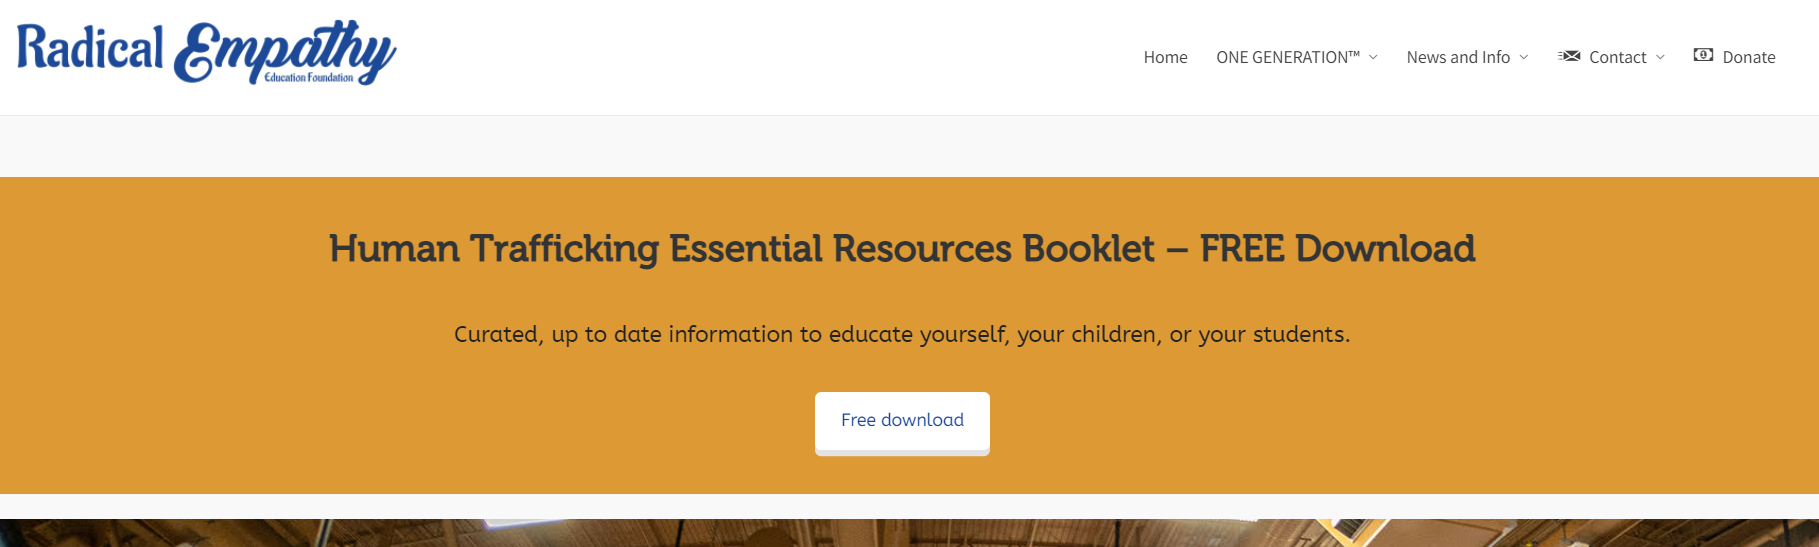 Radical Empathy
Education Foundation
Home ONE GENERATION™ News and Info Contact Donate
Human Trafficking Essential Resources Booklet – FREE Download
Curated, up to date information to educate yourself, your children, or your students.
Free download